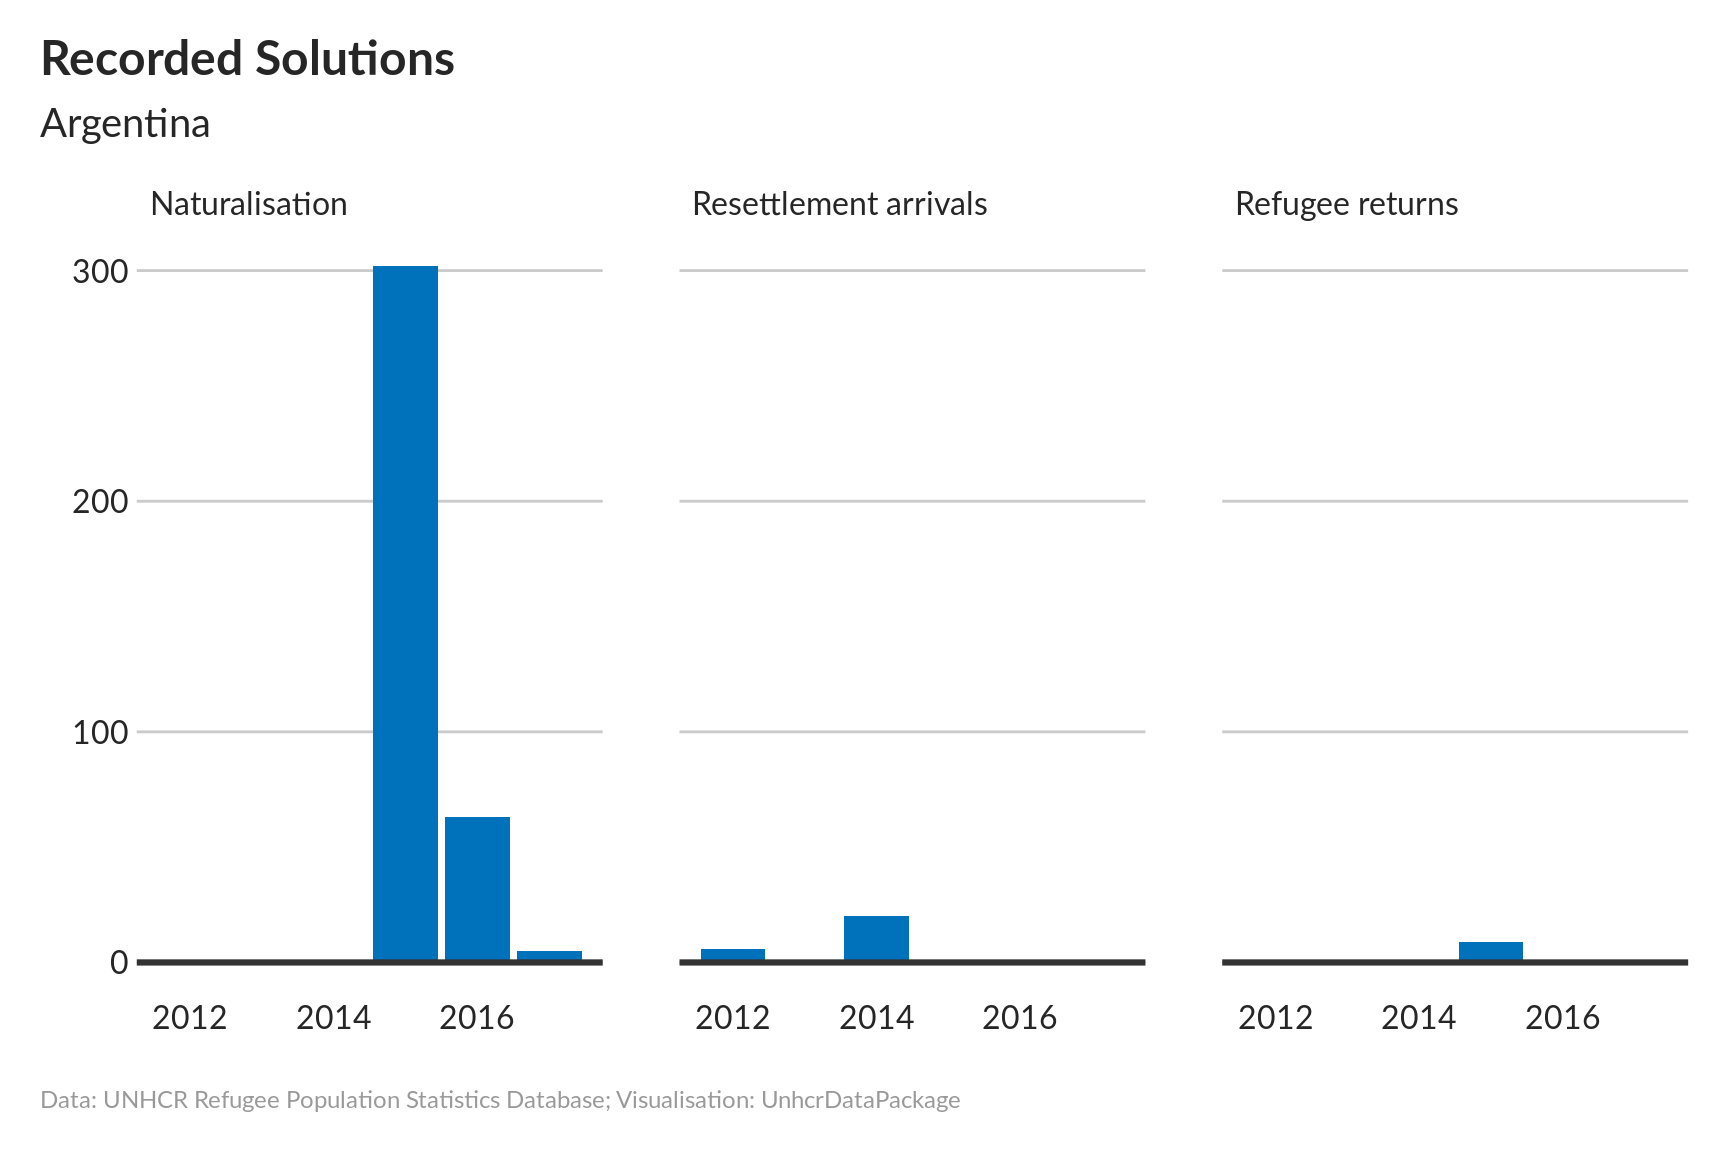 Recorded Solutions
Argentina
Naturalisation Resettlement arrivals Refugee returns
300
200
100
0
2012 2014 2016 2012 2014 2016 2012 2014 2016
Data: UNHCR Refugee Population Statistics Database; Visualisation: UnhcrDataPackage